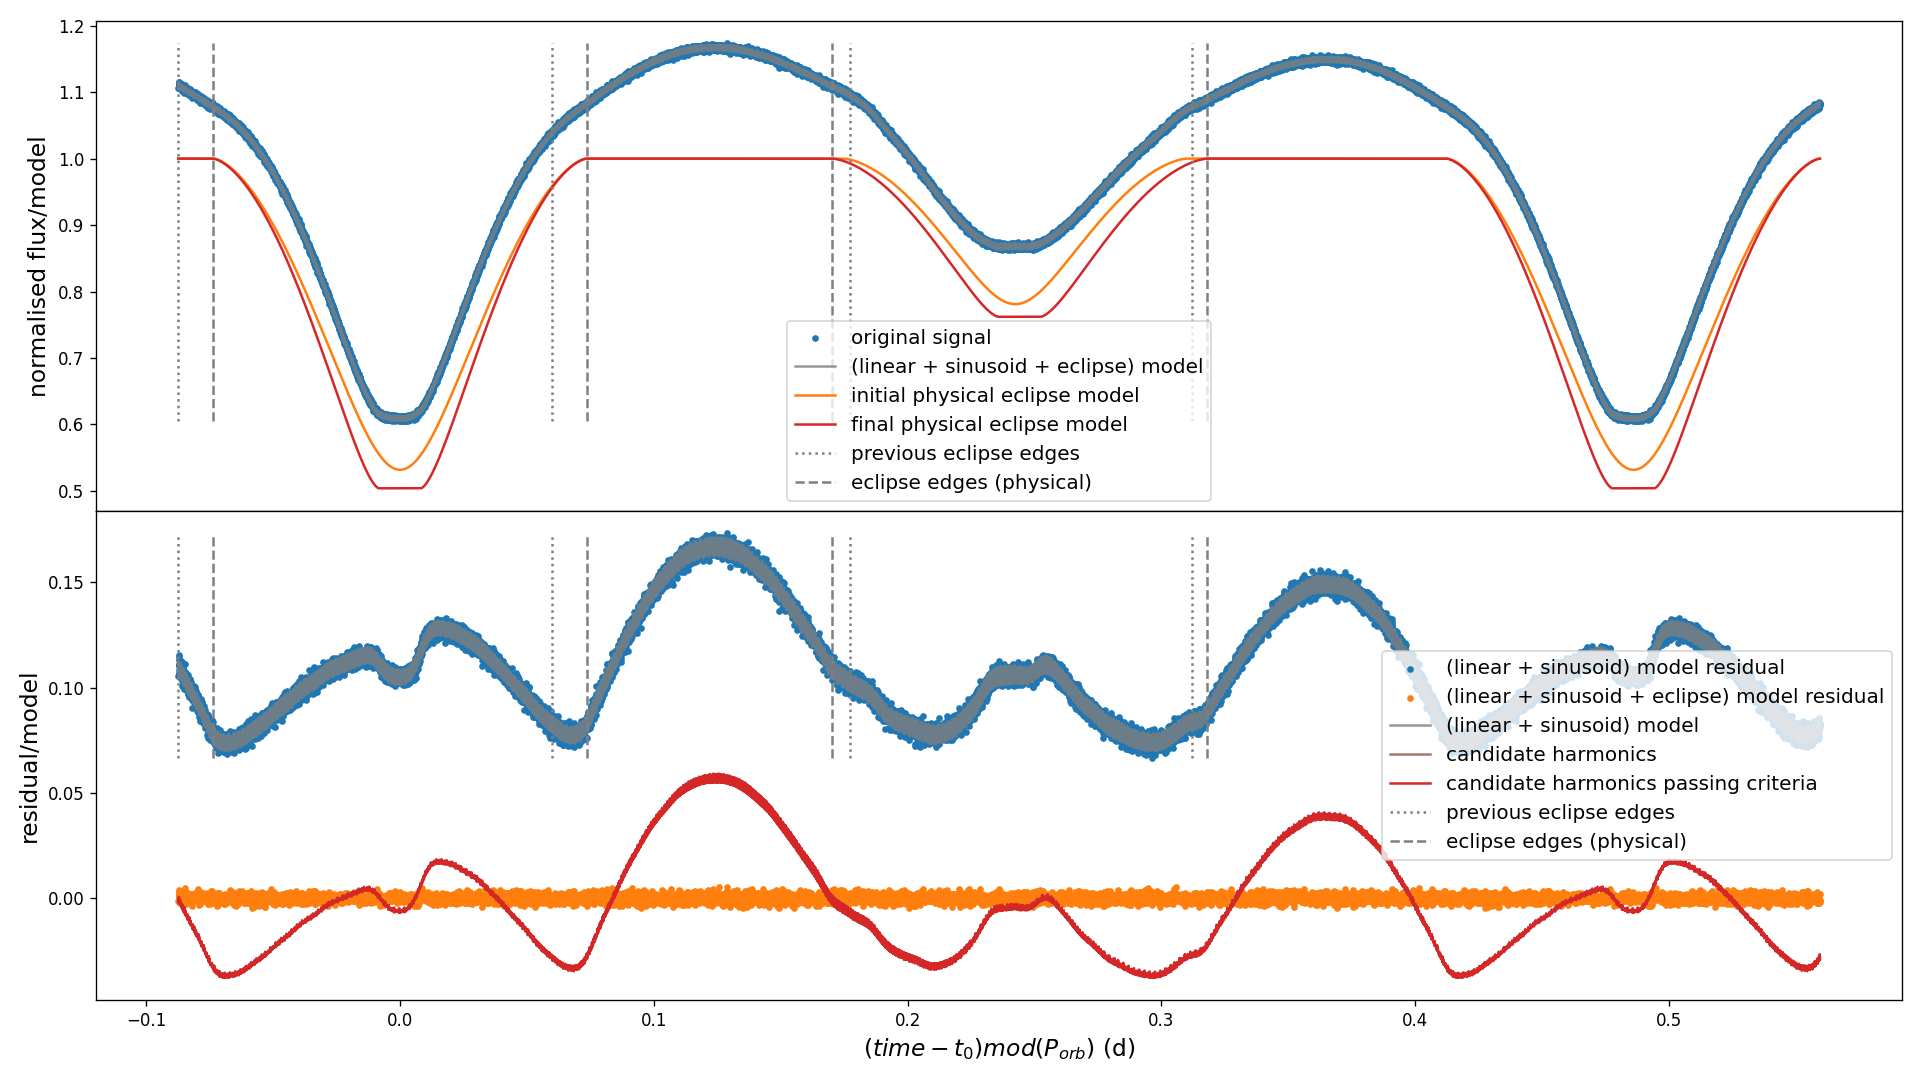 normalised flux/model
1.2
1.1
1.0
0.9
0.8
0.7
0.6
0.5
original signal
(linear + sinusoid + eclipse) model
initial physical eclipse model
final physical eclipse model
previous eclipse edges
eclipse edges (physical)
residual/model
0.15
0.10
0.05
0.00
(linear + sinusoid) model residual
(linear + sinusoid + eclipse) model residual
(linear + sinusoid) model
candidate harmonics
candidate harmonics passing criteria
previous eclipse edges
eclipse edges (physical)
−0.1 0.0 0.1 0.2 0.3 0.4 0.5
(time − t₀)mod(P_orb) (d)